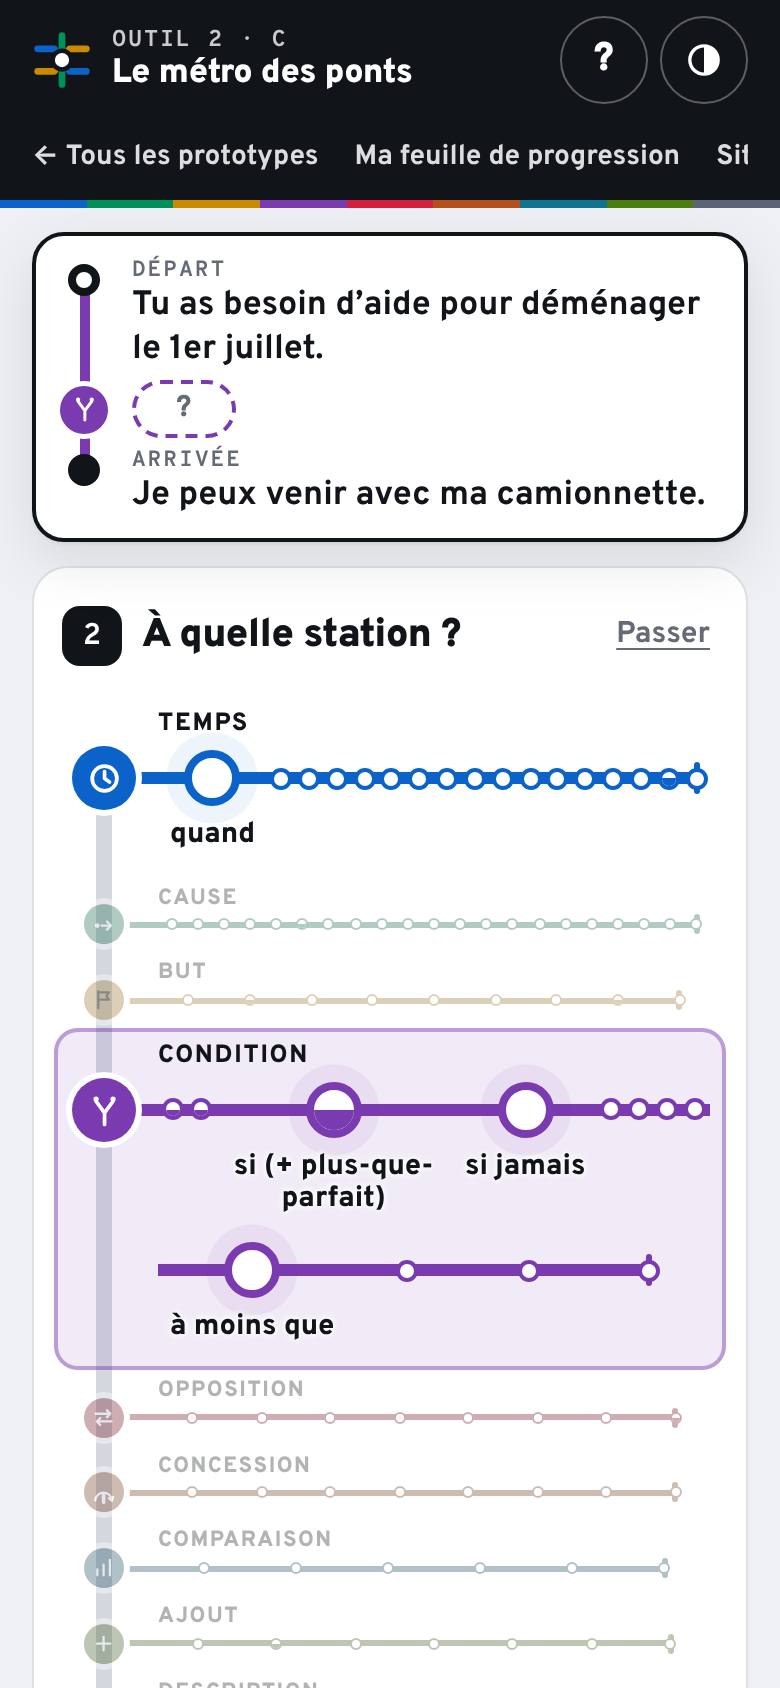 OUTIL 2 · C
Le métro des ponts
?
← Tous les prototypes Ma feuille de progression Sit
DÉPART
Tu as besoin d’aide pour déménager
le 1er juillet.
?
ARRIVÉE
Je peux venir avec ma camionnette.
2 À quelle station ? Passer
TEMPS
quand
CAUSE
BUT
CONDITION
si (+ plus-que-
parfait)
si jamais
à moins que
OPPOSITION
CONCESSION
COMPARAISON
AJOUT
DESCRIPTION